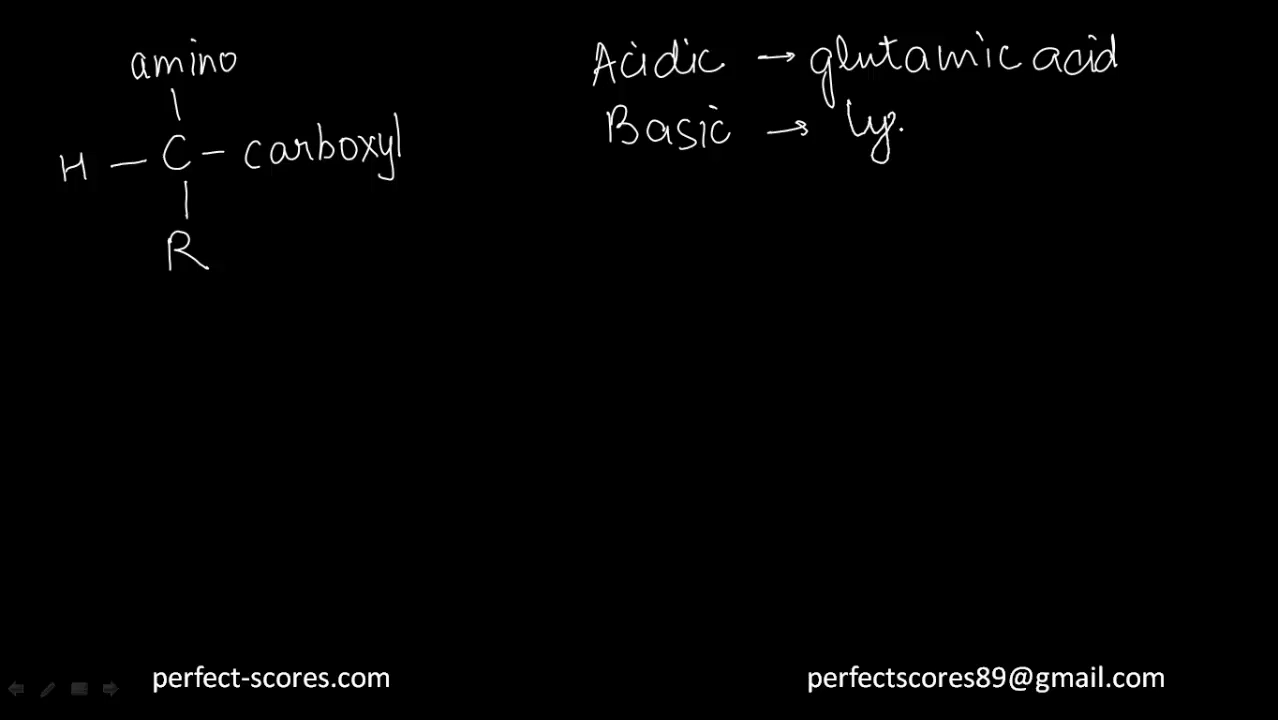 amino
H - C - carboxyl
R
Acidic → glutamic acid
Basic → ly.
perfect-scores.com
perfectscores89@gmail.com